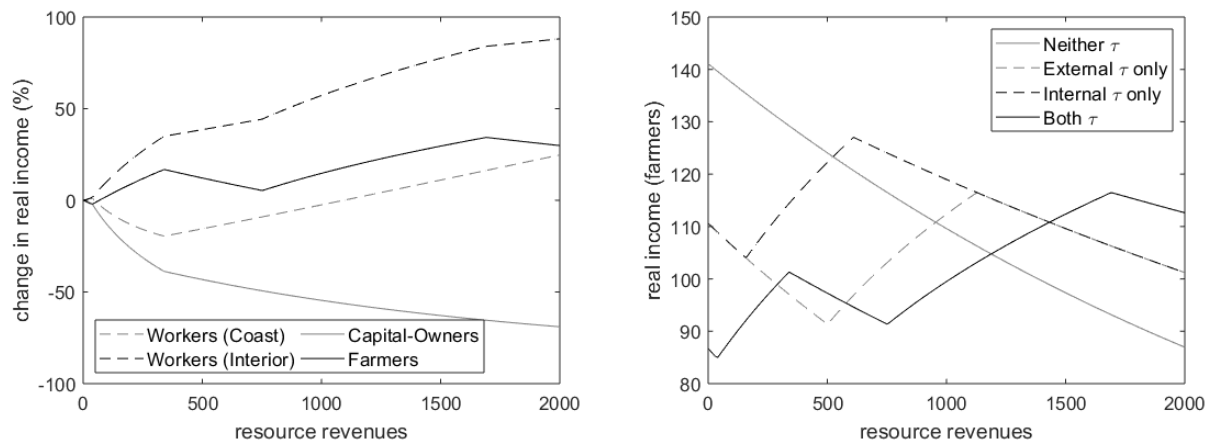 100
50
0
-50
-100
change in real income (%)
0
500
1000
1500
2000
resource revenues
Workers (Coast)
Workers (Interior)
Capital-Owners
Farmers
150
140
130
120
110
100
90
80
real income (farmers)
0
500
1000
1500
2000
resource revenues
Neither τ
External τ only
Internal τ only
Both τ